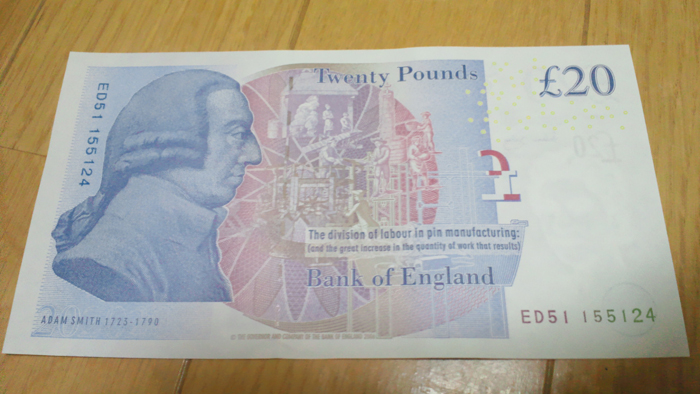 Twenty Pounds
£20
ED51 155124
£
The division of labour in pin manufacturing:
(and the great increase in the quantity of work that results)
Bank of England
ADAM SMITH 1723-1790
ED51 155124